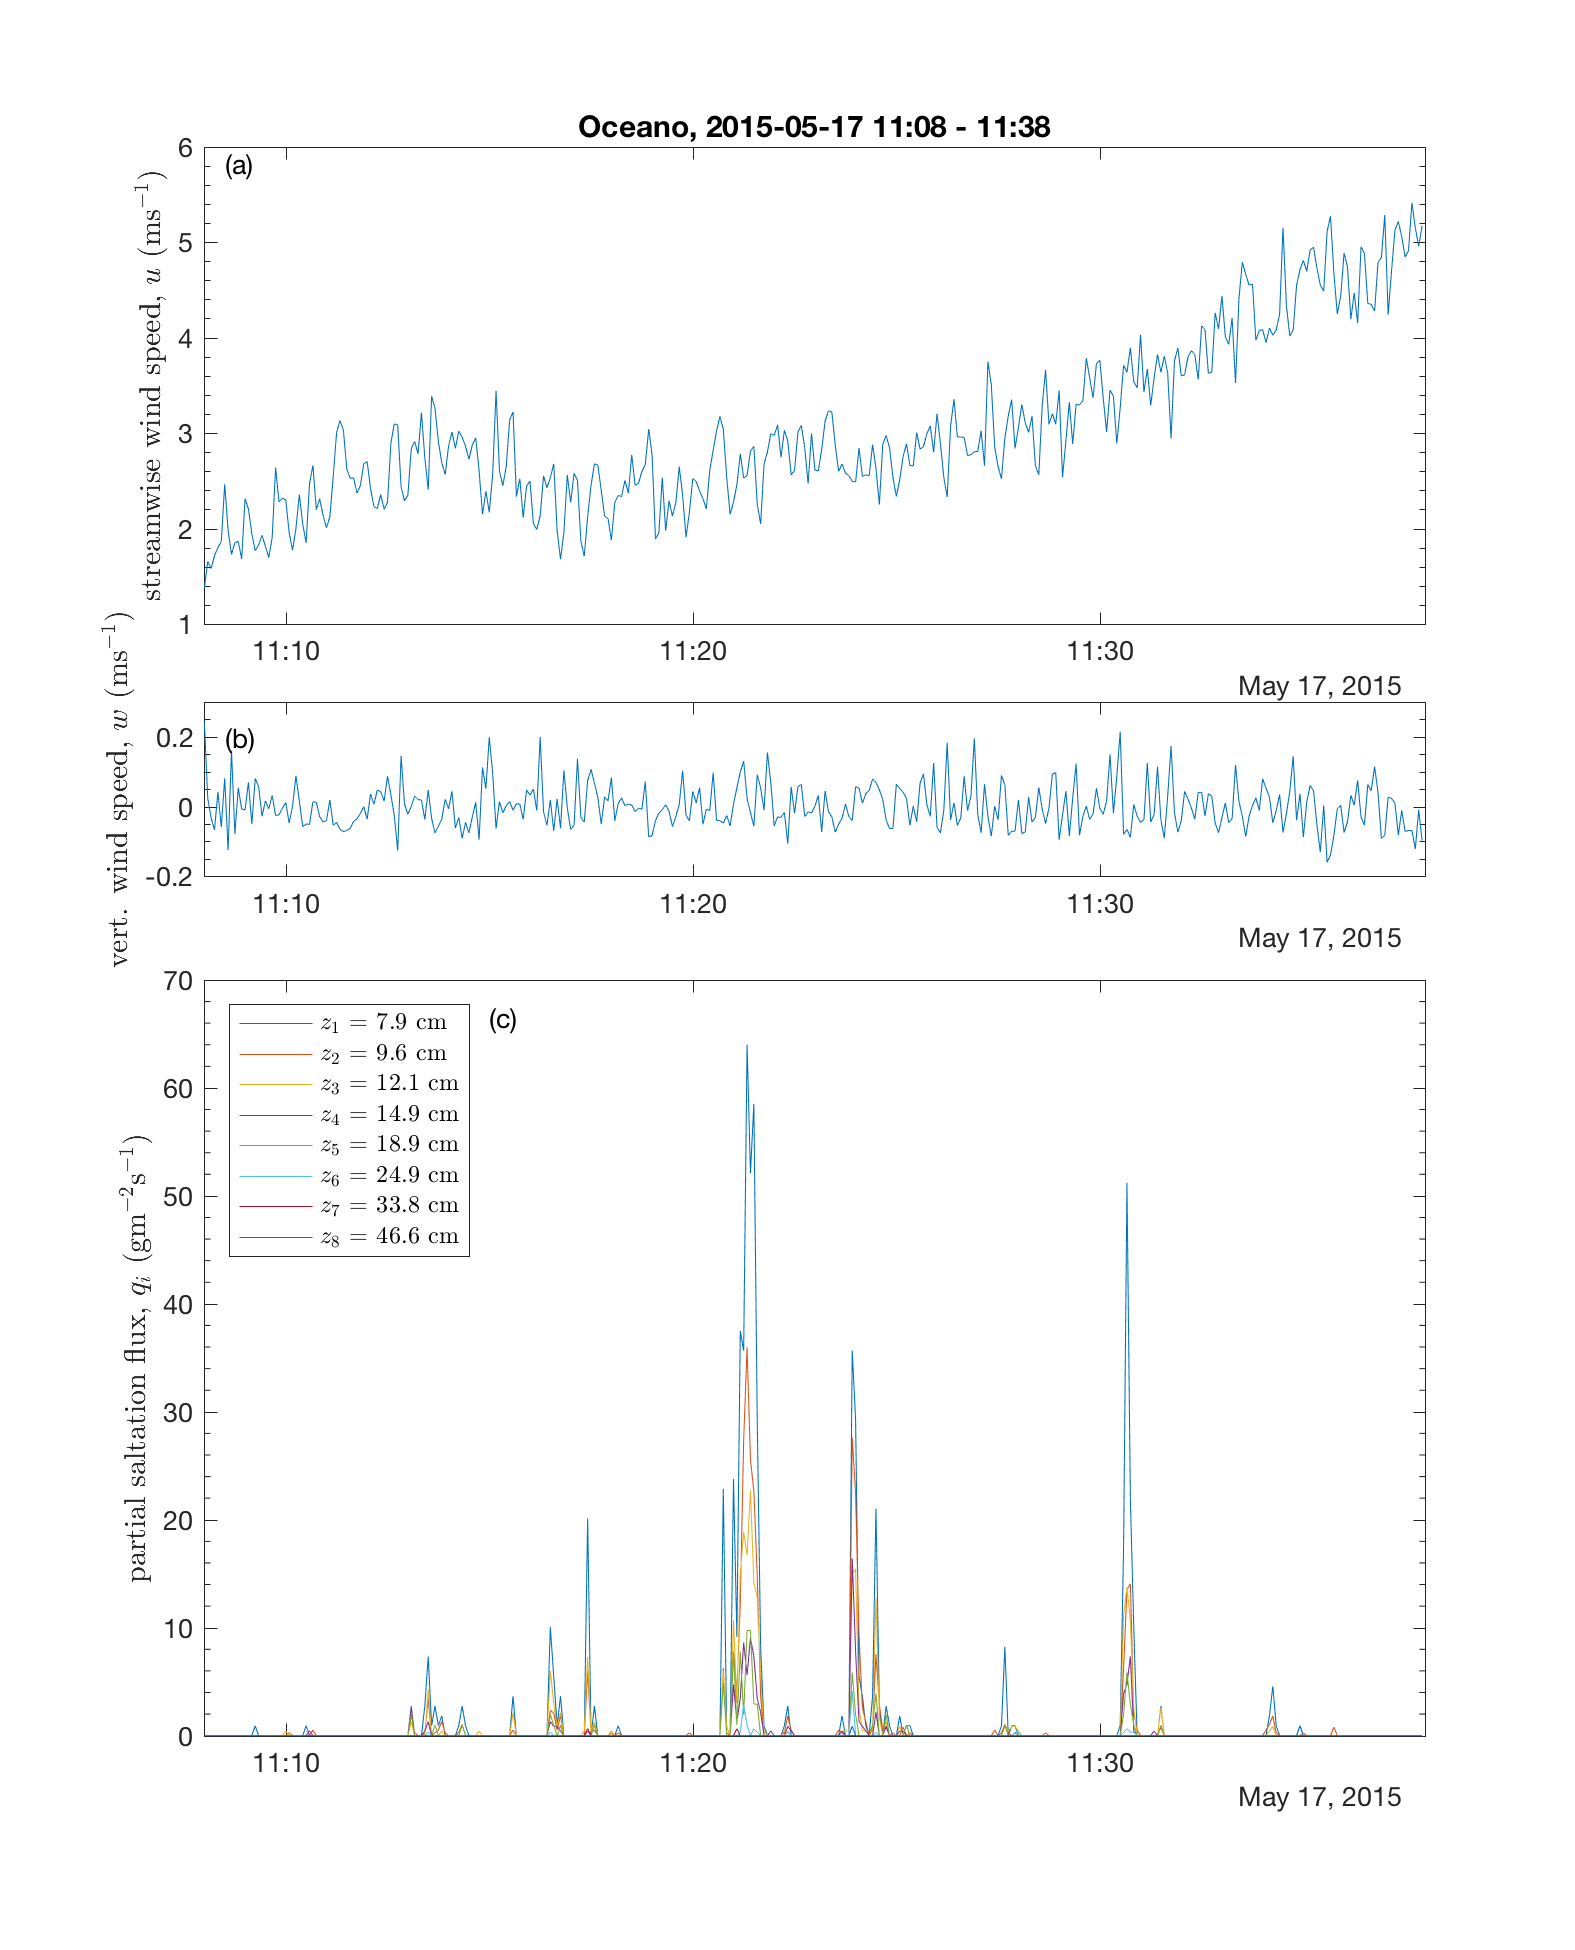 Oceano, 2015-05-17 11:08 - 11:38
(a)
streamwise wind speed, u (ms⁻¹)
6
5
4
3
2
1
11:10 11:20 11:30
May 17, 2015
(b)
vert. wind speed, w (ms⁻¹)
0.2
0
-0.2
11:10 11:20 11:30
May 17, 2015
(c)
partial saltation flux, qᵢ (gm⁻²s⁻¹)
70
60
50
40
30
20
10
0
z₁ = 7.9 cm
z₂ = 9.6 cm
z₃ = 12.1 cm
z₄ = 14.9 cm
z₅ = 18.9 cm
z₆ = 24.9 cm
z₇ = 33.8 cm
z₈ = 46.6 cm
11:10 11:20 11:30
May 17, 2015